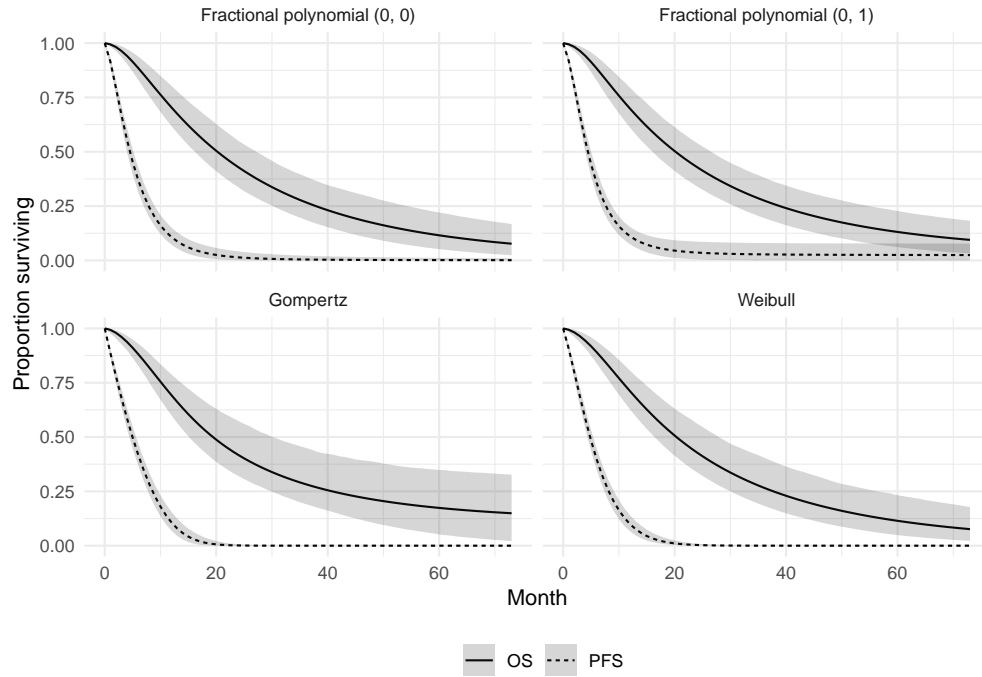 Fractional polynomial (0, 0)
Fractional polynomial (0, 1)
1.00
0.75
0.50
0.25
0.00
Gompertz
Weibull
1.00
0.75
0.50
0.25
0.00
0 20 40 60
0 20 40 60
Proportion surviving
Month
OS PFS